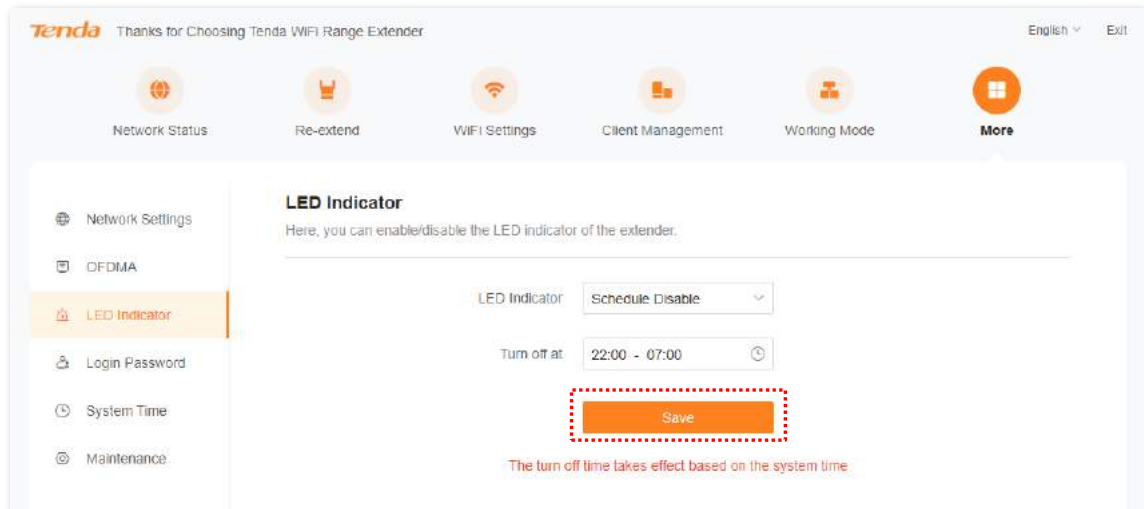 Tenda Thanks for Choosing Tenda WiFi Range Extender English Exit
Network Status Re-extend WiFi Settings Client Management Working Mode More
LED Indicator
Here, you can enable/disable the LED indicator of the extender.
Network Settings
OFDMA
LED Indicator
Login Password
System Time
Maintenance
LED Indicator Schedule Disable
Turn off at 22:00 - 07:00
Save
The turn off time takes effect based on the system time